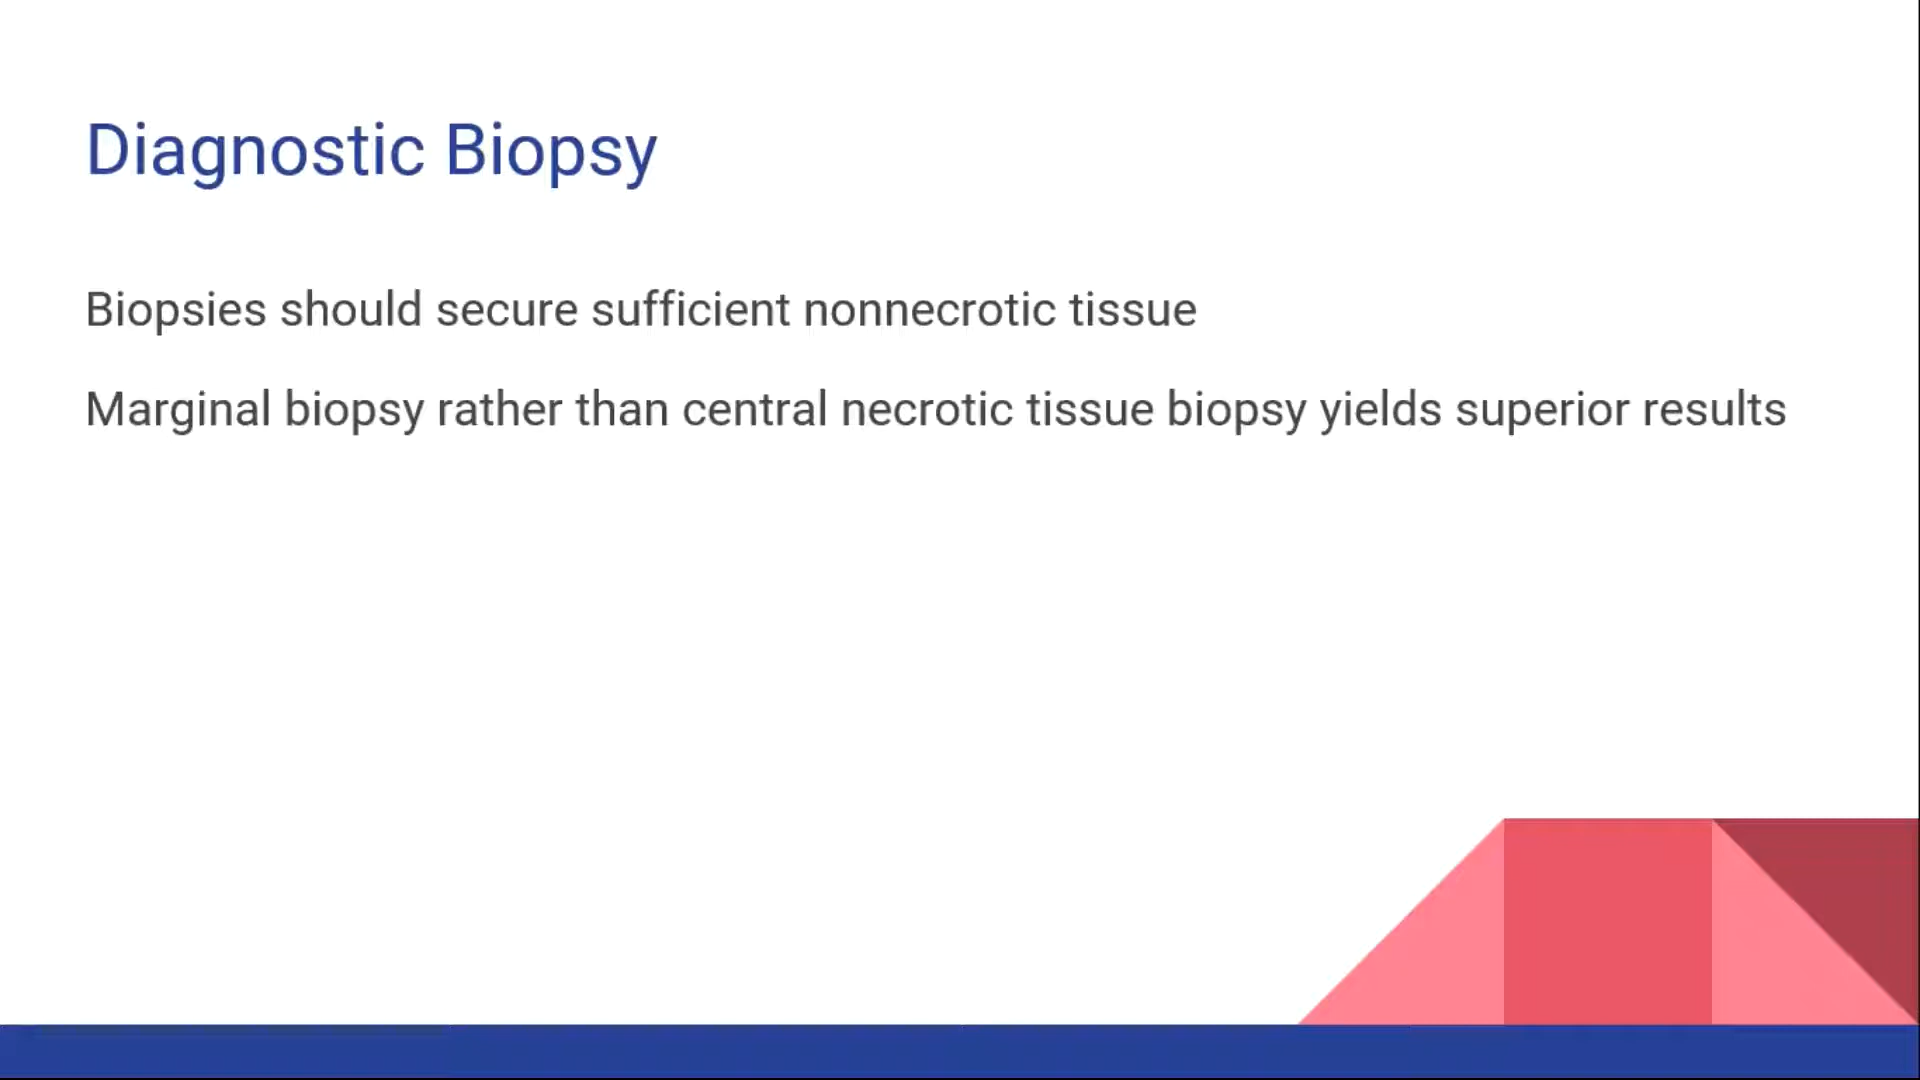 Diagnostic Biopsy
Biopsies should secure sufficient nonnecrotic tissue
Marginal biopsy rather than central necrotic tissue biopsy yields superior results